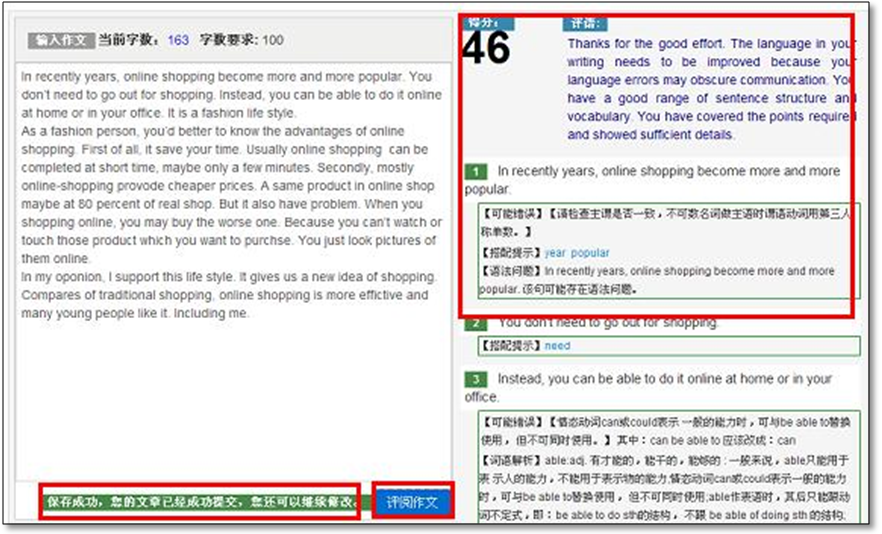 输入作文 当前字数：163 字数要求: 100
In recently years, online shopping become more and more popular. You
don't need to go out for shopping. Instead, you can be able to do it online
at home or in your office. It is a fashion life style.
As a fashion person, you'd better to know the advantages of online
shopping. First of all, it save your time. Usually online shopping can be
completed at short time, maybe only a few minutes. Secondly, mostly
online-shopping provode cheaper prices. A same product in online shop
maybe at 80 percent of real shop. But it also have problem. When you
shopping online, you may buy the worse one. Because you can't watch or
touch those product which you want to purchse. You just look pictures of
them online.
In my oponion, I support this life style. It gives us a new idea of shopping.
Compares of traditional shopping, online shopping is more effictive and
many young people like it. Including me.
保存成功，您的文章已经成功提交，您还可以继续修改。
评阅作文
得分：
46
评语:
Thanks for the good effort. The language in your
writing needs to be improved because your
language errors may obscure communication. You
have a good range of sentence structure and
vocabulary. You have covered the points required
and showed sufficient details.
1 In recently years, online shopping become more and more
popular.
【可能错误】【请检查主谓是否一致，不可数名词做主语时谓语动词用第三人
称单数。】
【搭配提示】year popular
【语法问题】In recently years, online shopping become more and more
popular. 该句可能存在语法问题。
2 You don't need to go out for shopping.
【搭配提示】need
3 Instead, you can be able to do it online at home or in your
office.
【可能错误】【情态动词can或could表示一般的能力时，可与be able to替换
使用，但不可同时使用。】其中：can be able to 应该改成：can
【词语解析】able:adj. 有才能的，能干的，能够的：一般来说，able只能用于
表示人的能力，不能用于表示物的能力.情态动词can或could表示一般的能力
时，可与be able to替换使用，但不可同时使用;able作表语时，其后只能跟动
词不定式，即：be able to do sth的结构，不跟 be able of doing sth 的结构;